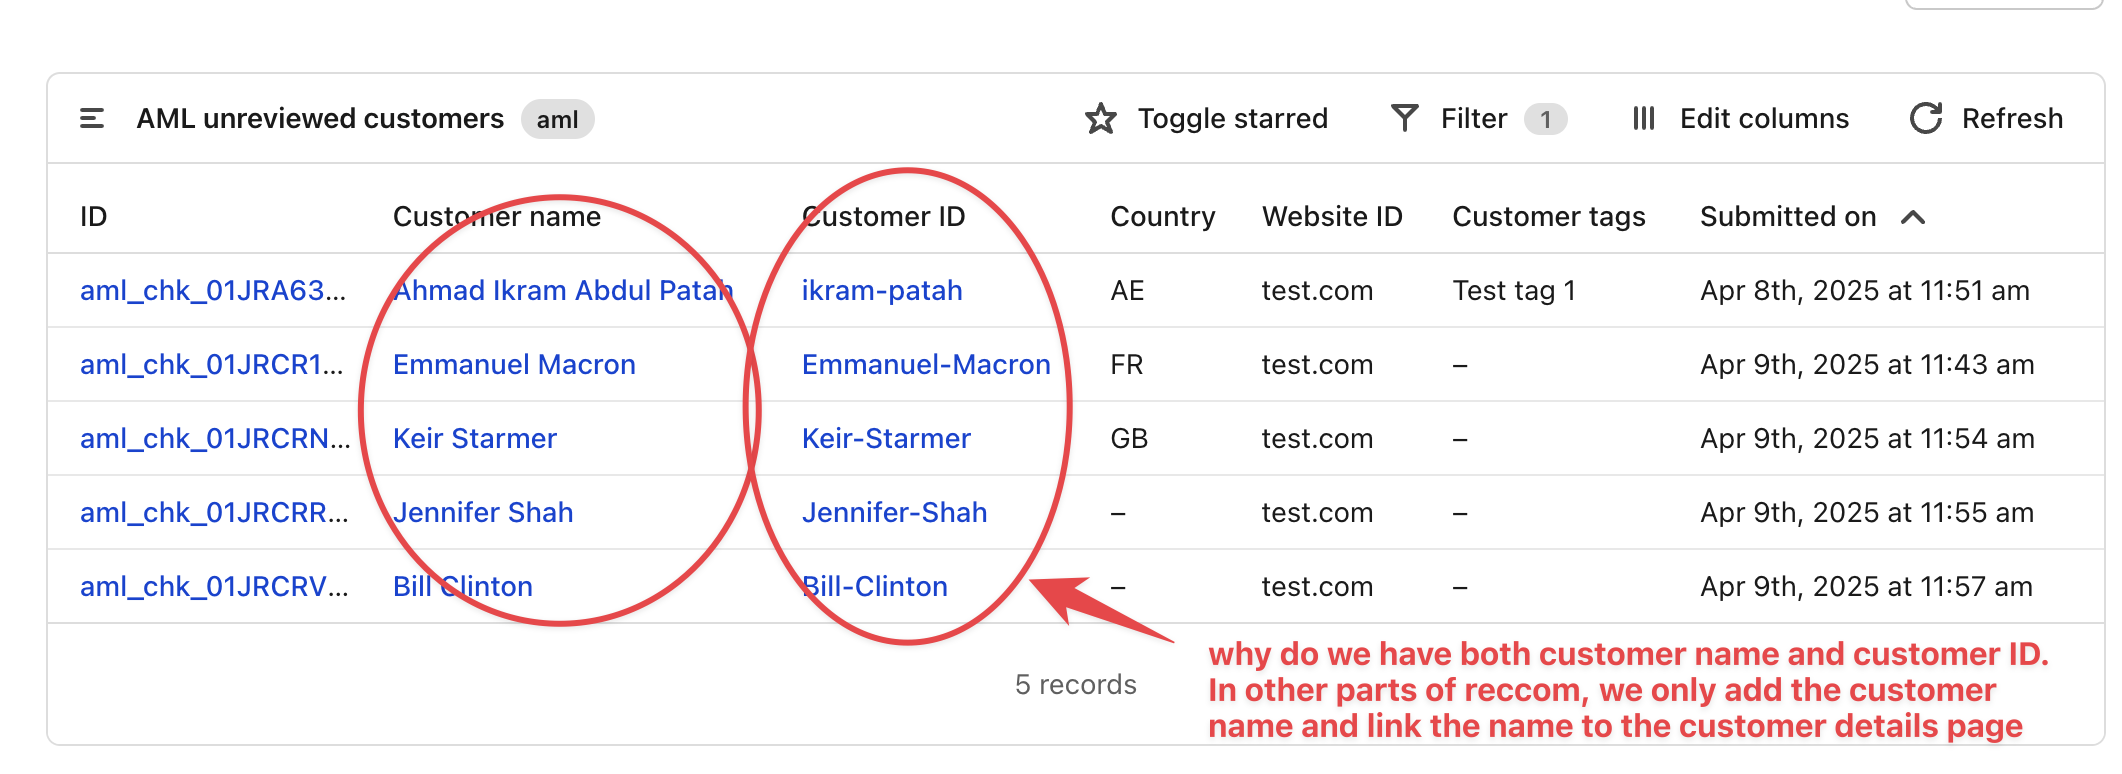 AML unreviewed customers aml Toggle starred Filter 1 Edit columns Refresh
ID Customer name Customer ID Country Website ID Customer tags Submitted on
aml_chk_01JRA63... Ahmad Ikram Abdul Patah ikram-patah AE test.com Test tag 1 Apr 8th, 2025 at 11:51 am
aml_chk_01JRCR1... Emmanuel Macron Emmanuel-Macron FR test.com – Apr 9th, 2025 at 11:43 am
aml_chk_01JRCRN... Keir Starmer Keir-Starmer GB test.com – Apr 9th, 2025 at 11:54 am
aml_chk_01JRCRR... Jennifer Shah Jennifer-Shah – test.com – Apr 9th, 2025 at 11:55 am
aml_chk_01JRCRV... Bill Clinton Bill-Clinton – test.com – Apr 9th, 2025 at 11:57 am
5 records
why do we have both customer name and customer ID.
In other parts of reccom, we only add the customer
name and link the name to the customer details page